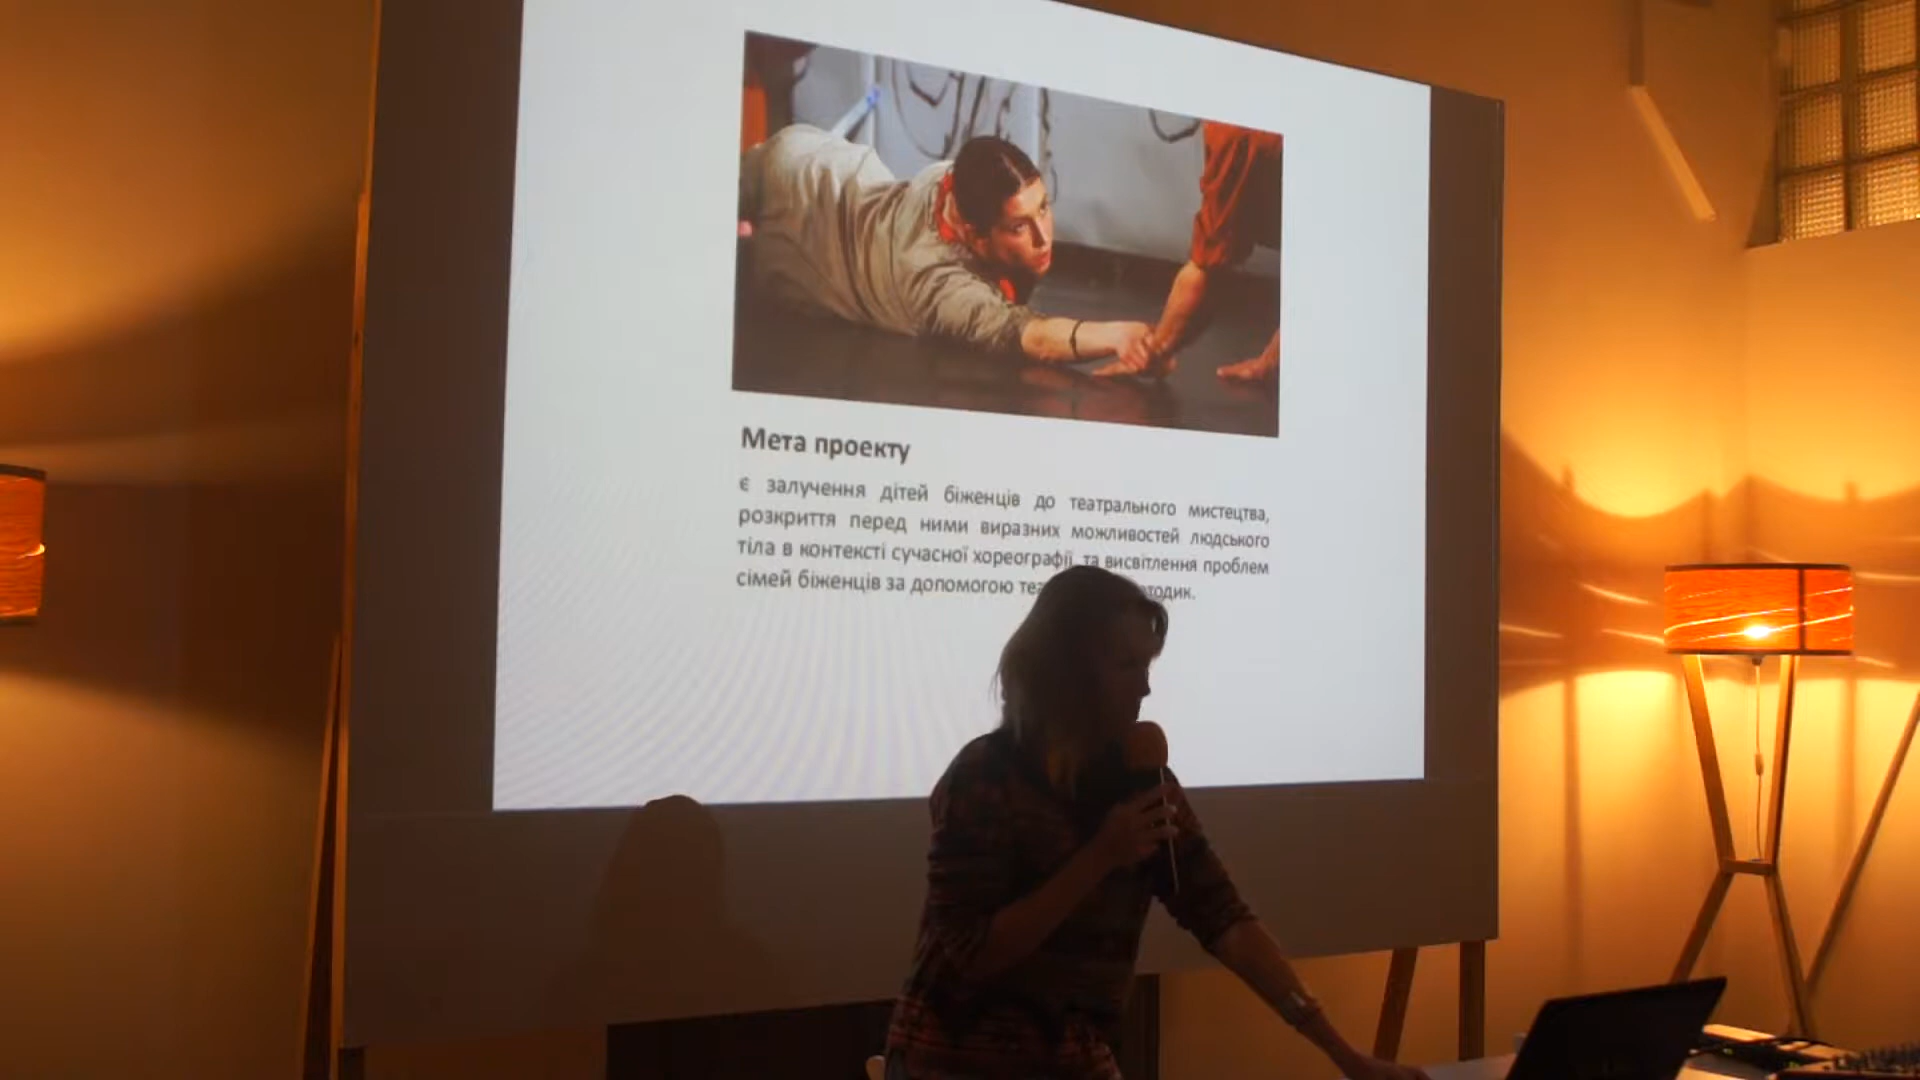 Мета проекту
є залучення дітей біженців до театрального мистецтва,
розкриття перед ними виразних можливостей людського
тіла в контексті сучасної хореографії, та висвітлення проблем
сімей біженців за допомогою